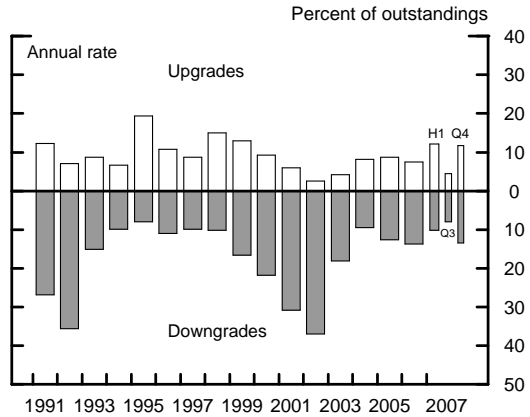 Percent of outstandings
40
Annual rate
Upgrades
30
20
H1 Q4
10
0
Q3
10
20
30
Downgrades
40
50
1991 1993 1995 1997 1999 2001 2003 2005 2007